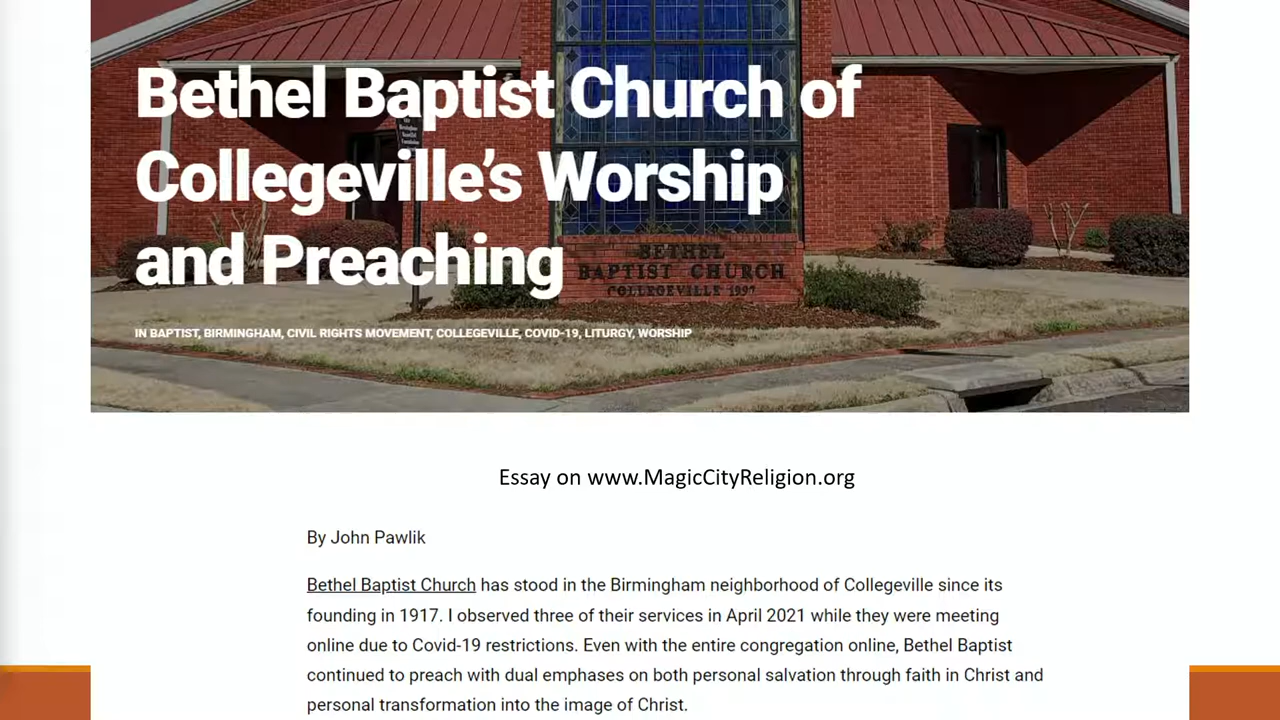 Bethel Baptist Church of
Collegeville’s Worship
and Preaching
BETHEL
BAPTIST CHURCH
COLLEGEVILLE 1997
IN BAPTIST, BIRMINGHAM, CIVIL RIGHTS MOVEMENT, COLLEGEVILLE, COVID-19, LITURGY, WORSHIP
Essay on www.MagicCityReligion.org
By John Pawlik
Bethel Baptist Church has stood in the Birmingham neighborhood of Collegeville since its
founding in 1917. I observed three of their services in April 2021 while they were meeting
online due to Covid-19 restrictions. Even with the entire congregation online, Bethel Baptist
continued to preach with dual emphases on both personal salvation through faith in Christ and
personal transformation into the image of Christ.